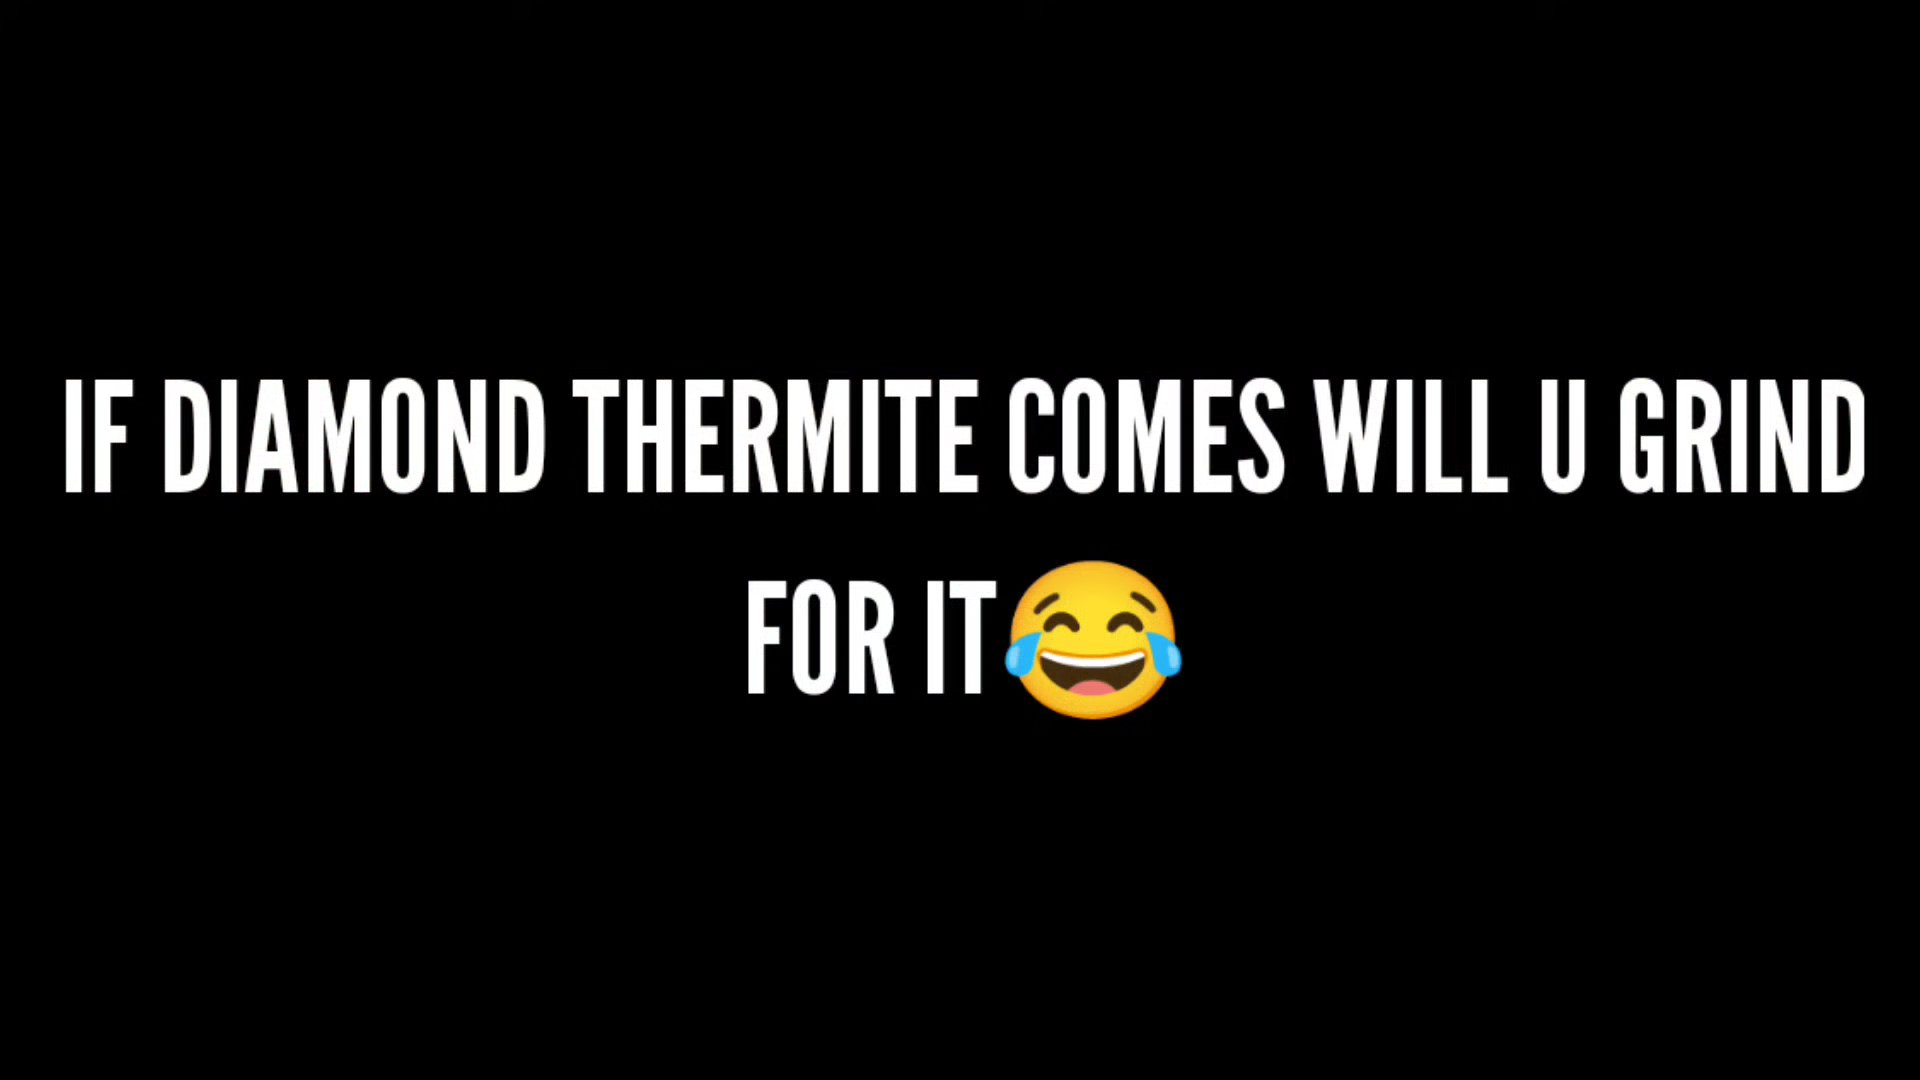 IF DIAMOND THERMITE COMES WILL U GRIND
FOR IT😂